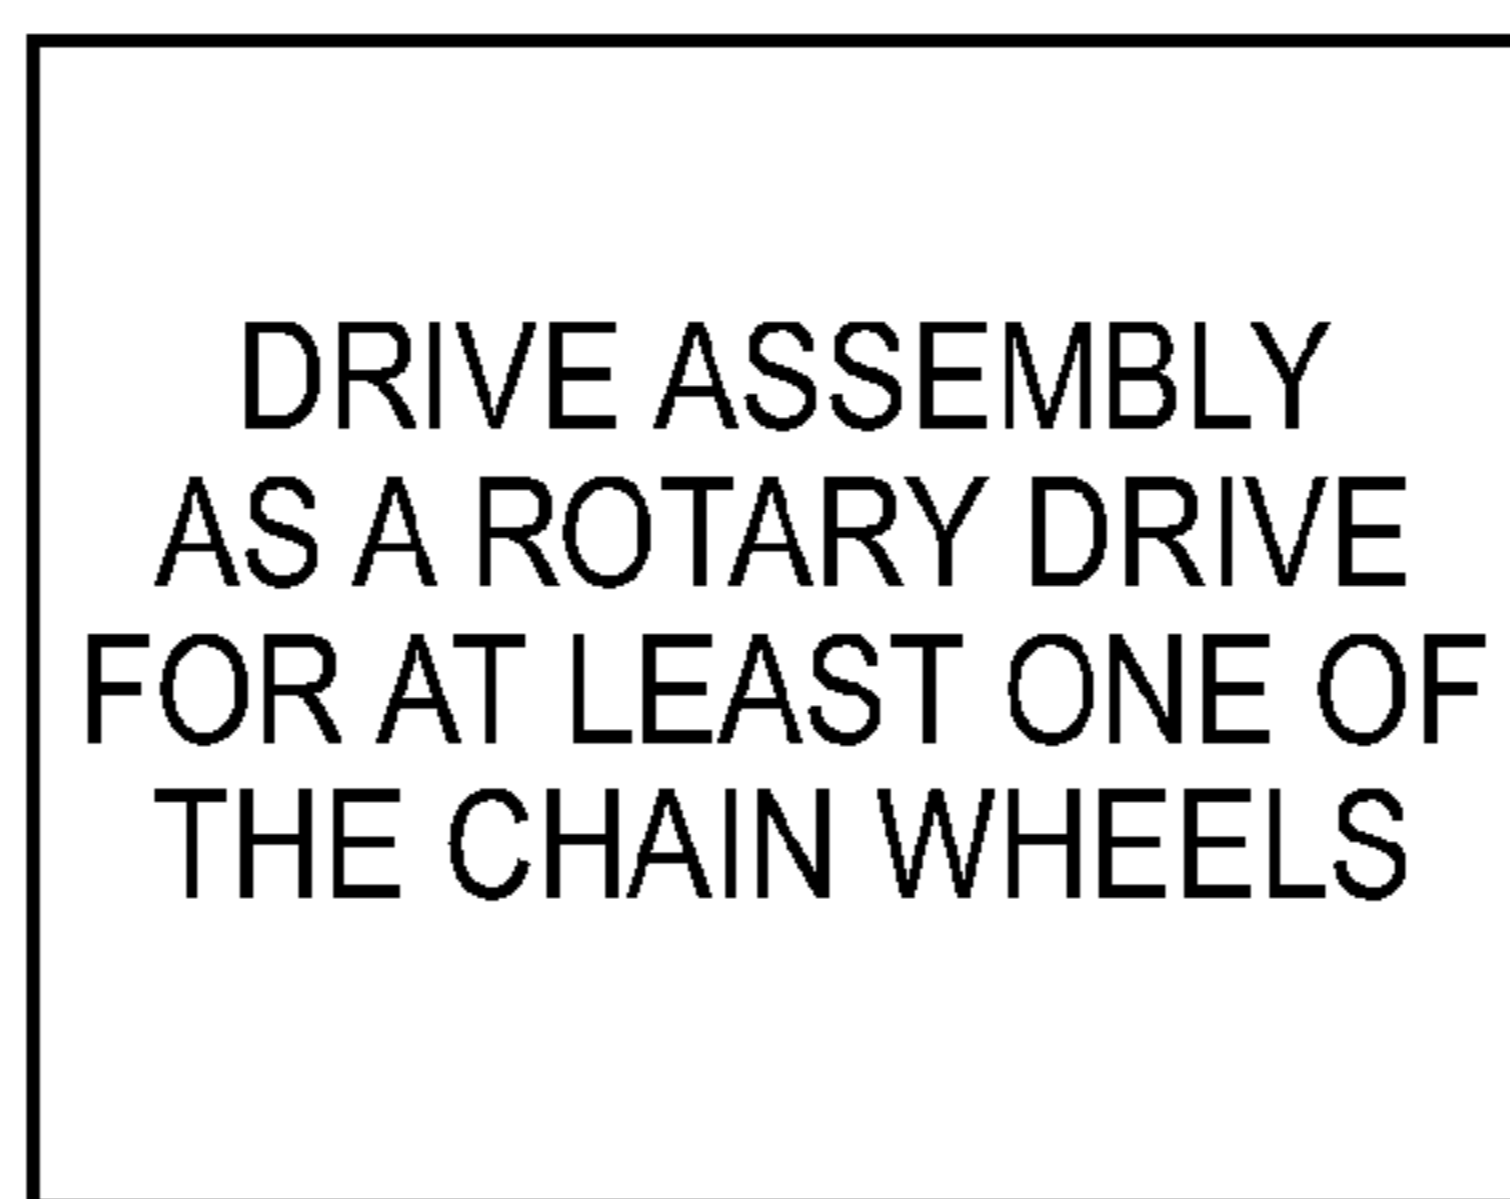 DRIVE ASSEMBLY
AS A ROTARY DRIVE
FOR AT LEAST ONE OF
THE CHAIN WHEELS